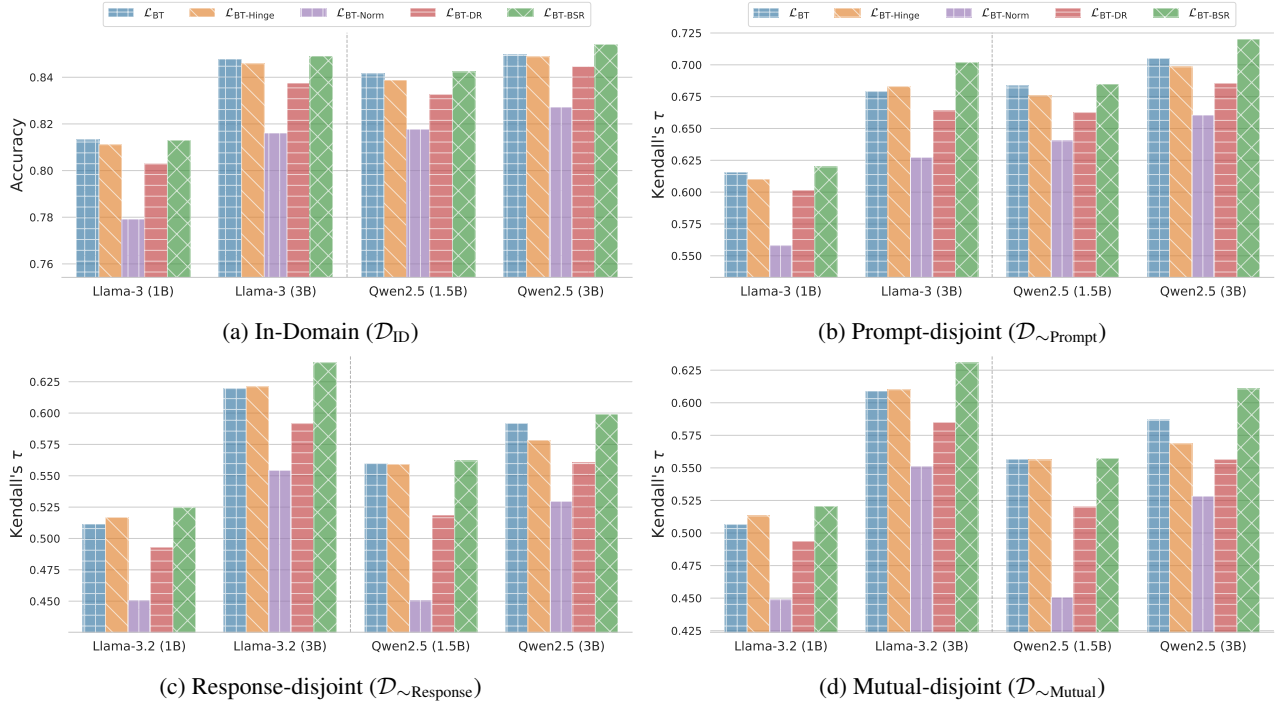 L_BT L_BT-Hinge L_BT-Norm L_BT-DR L_BT-BSR
Accuracy
0.84
0.82
0.80
0.78
0.76
Llama-3 (1B) Llama-3 (3B) Qwen2.5 (1.5B) Qwen2.5 (3B)
(a) In-Domain (D_ID)
L_BT L_BT-Hinge L_BT-Norm L_BT-DR L_BT-BSR
Kendall's τ
0.725
0.700
0.675
0.650
0.625
0.600
0.575
0.550
Llama-3 (1B) Llama-3 (3B) Qwen2.5 (1.5B) Qwen2.5 (3B)
(b) Prompt-disjoint (D_∼Prompt)
Kendall's τ
0.625
0.600
0.575
0.550
0.525
0.500
0.475
0.450
Llama-3.2 (1B) Llama-3.2 (3B) Qwen2.5 (1.5B) Qwen2.5 (3B)
(c) Response-disjoint (D_∼Response)
Kendall's τ
0.625
0.600
0.575
0.550
0.525
0.500
0.475
0.450
0.425
Llama-3.2 (1B) Llama-3.2 (3B) Qwen2.5 (1.5B) Qwen2.5 (3B)
(d) Mutual-disjoint (D_∼Mutual)